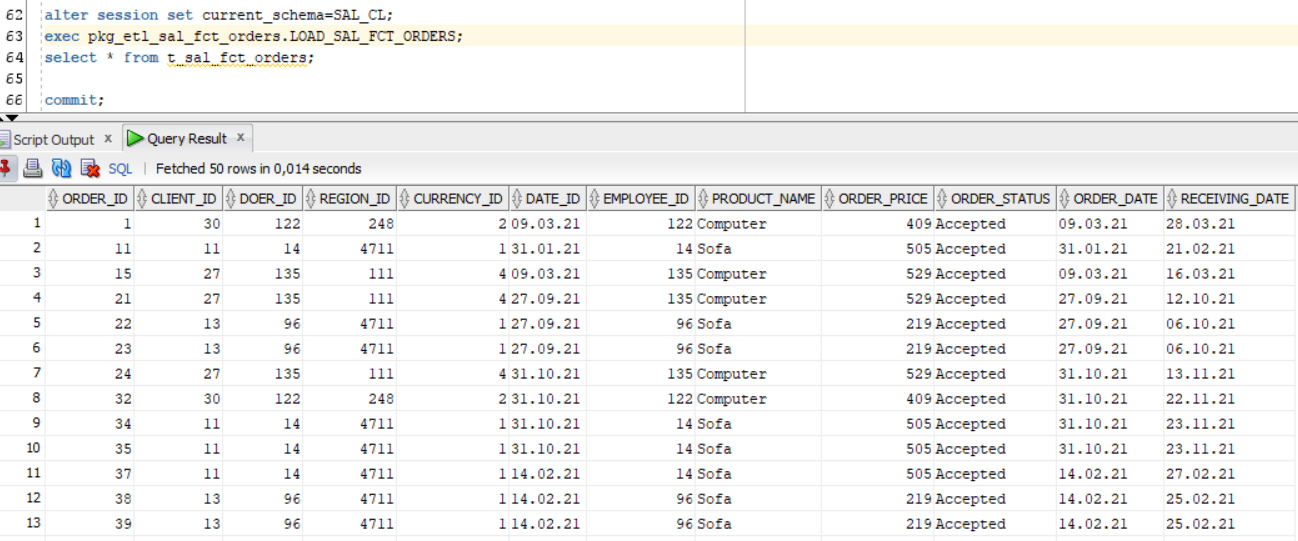 62 alter session set current_schema=SAL_CL;
63 exec pkg_etl_sal_fct_orders.LOAD_SAL_FCT_ORDERS;
64 select * from t_sal_fct_orders;
65
66 commit;
Script Output x Query Result x
SQL | Fetched 50 rows in 0,014 seconds
ORDER_ID CLIENT_ID DOER_ID REGION_ID CURRENCY_ID DATE_ID EMPLOYEE_ID PRODUCT_NAME ORDER_PRICE ORDER_STATUS ORDER_DATE RECEIVING_DATE
1 1 30 122 248 2 09.03.21 122 Computer 409 Accepted 09.03.21 28.03.21
2 11 11 14 4711 1 31.01.21 14 Sofa 505 Accepted 31.01.21 21.02.21
3 15 27 135 111 4 09.03.21 135 Computer 529 Accepted 09.03.21 16.03.21
4 21 27 135 111 4 27.09.21 135 Computer 529 Accepted 27.09.21 12.10.21
5 22 13 96 4711 1 27.09.21 96 Sofa 219 Accepted 27.09.21 06.10.21
6 23 13 96 4711 1 27.09.21 96 Sofa 219 Accepted 27.09.21 06.10.21
7 24 27 135 111 4 31.10.21 135 Computer 529 Accepted 31.10.21 13.11.21
8 32 30 122 248 2 31.10.21 122 Computer 409 Accepted 31.10.21 22.11.21
9 34 11 14 4711 1 31.10.21 14 Sofa 505 Accepted 31.10.21 23.11.21
10 35 11 14 4711 1 31.10.21 14 Sofa 505 Accepted 31.10.21 23.11.21
11 37 11 14 4711 1 14.02.21 14 Sofa 505 Accepted 14.02.21 27.02.21
12 38 13 96 4711 1 14.02.21 96 Sofa 219 Accepted 14.02.21 25.02.21
13 39 13 96 4711 1 14.02.21 96 Sofa 219 Accepted 14.02.21 25.02.21